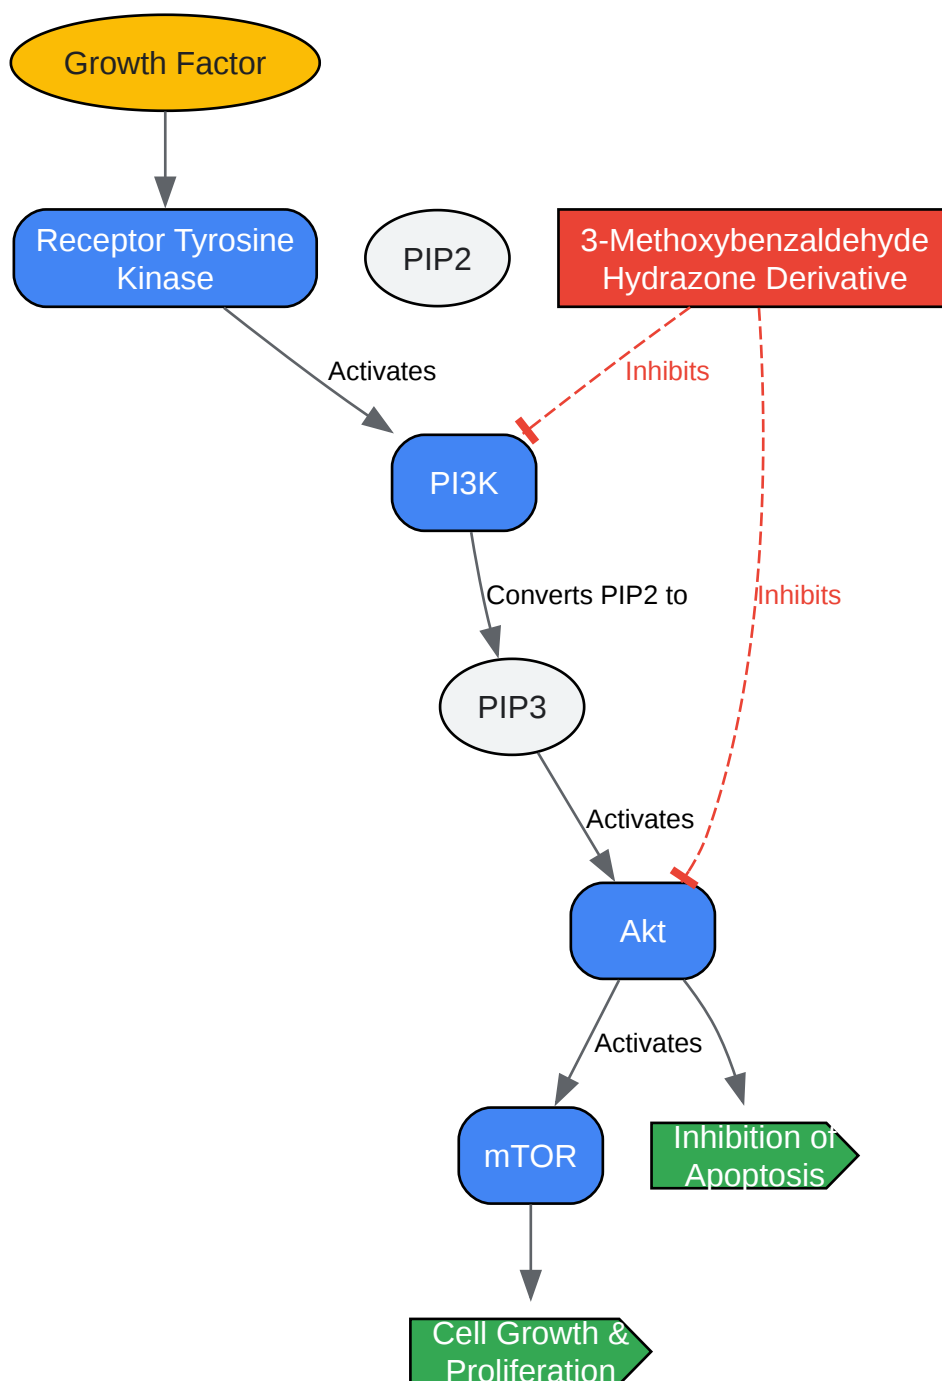 Growth Factor
Receptor Tyrosine
Kinase
PIP2
3-Methoxybenzaldehyde
Hydrazone Derivative
Activates
Inhibits
PI3K
Converts PIP2 to
Inhibits
PIP3
Activates
Akt
Activates
mTOR
Inhibition of
Apoptosis
Cell Growth &
Proliferation